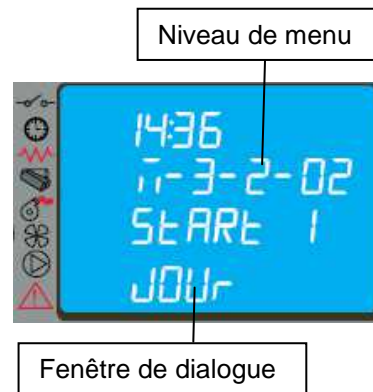 Niveau de menu
14:36
M-3-2-02
START 1
JOUr
Fenêtre de dialogue